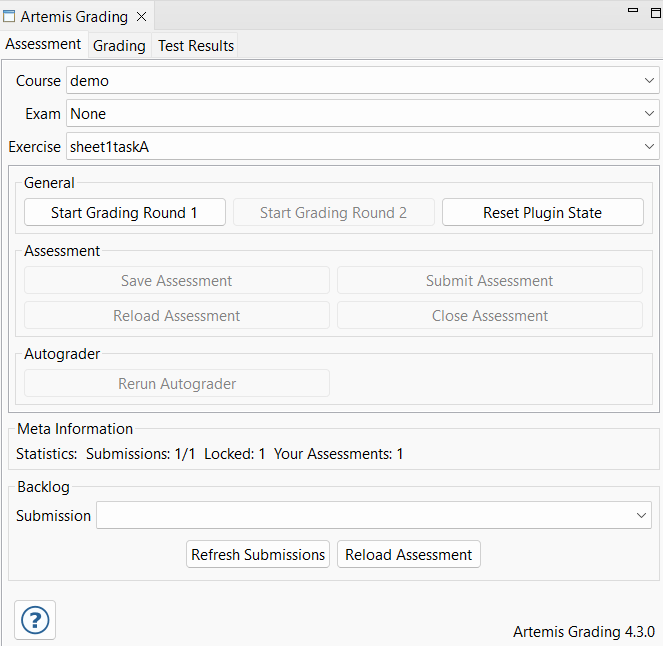 Artemis Grading
Assessment Grading Test Results
Course demo
Exam None
Exercise sheet1taskA
General
Start Grading Round 1 Start Grading Round 2 Reset Plugin State
Assessment
Save Assessment Submit Assessment
Reload Assessment Close Assessment
Autograder
Rerun Autograder
Meta Information
Statistics: Submissions: 1/1 Locked: 1 Your Assessments: 1
Backlog
Submission
Refresh Submissions Reload Assessment
?
Artemis Grading 4.3.0